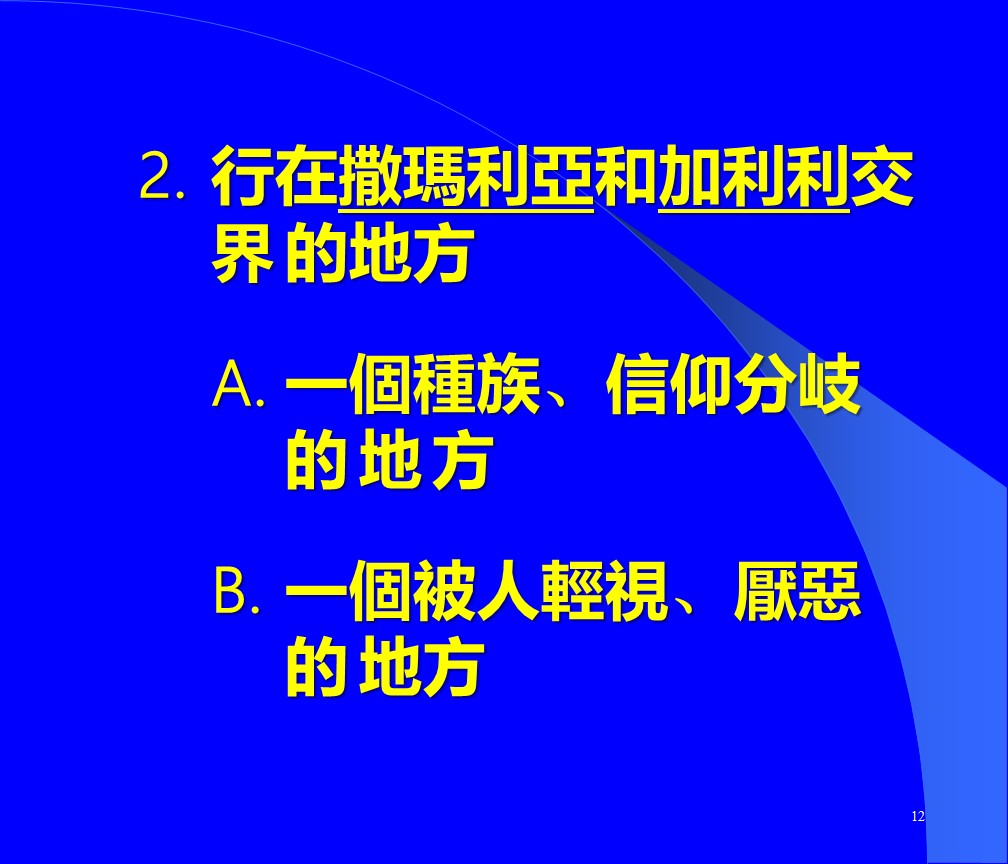 2. 行在撒瑪利亞和加利利交
界的地方
A. 一個種族、信仰分岐
的地方
B. 一個被人輕視、厭惡
的地方
12